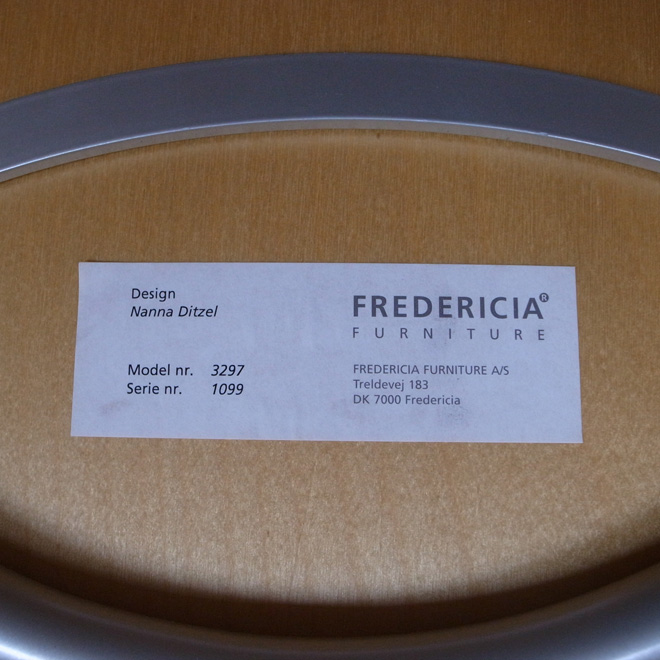 Design
Nanna Ditzel
Model nr. 3297
Serie nr. 1099
FREDERICIA®
FURNITURE
FREDERICIA FURNITURE A/S
Treldevej 183
DK 7000 Fredericia